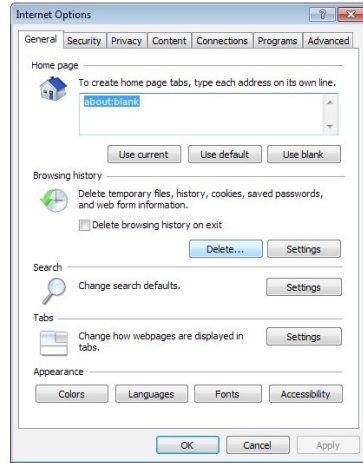 Internet Options
General Security Privacy Content Connections Programs Advanced
Home page
To create home page tabs, type each address on its own line.
about:blank
Use current Use default Use blank
Browsing history
Delete temporary files, history, cookies, saved passwords,
and web form information.
Delete browsing history on exit
Delete... Settings
Search
Change search defaults. Settings
Tabs
Change how webpages are displayed in Settings
tabs.
Appearance
Colors Languages Fonts Accessibility
OK Cancel Apply